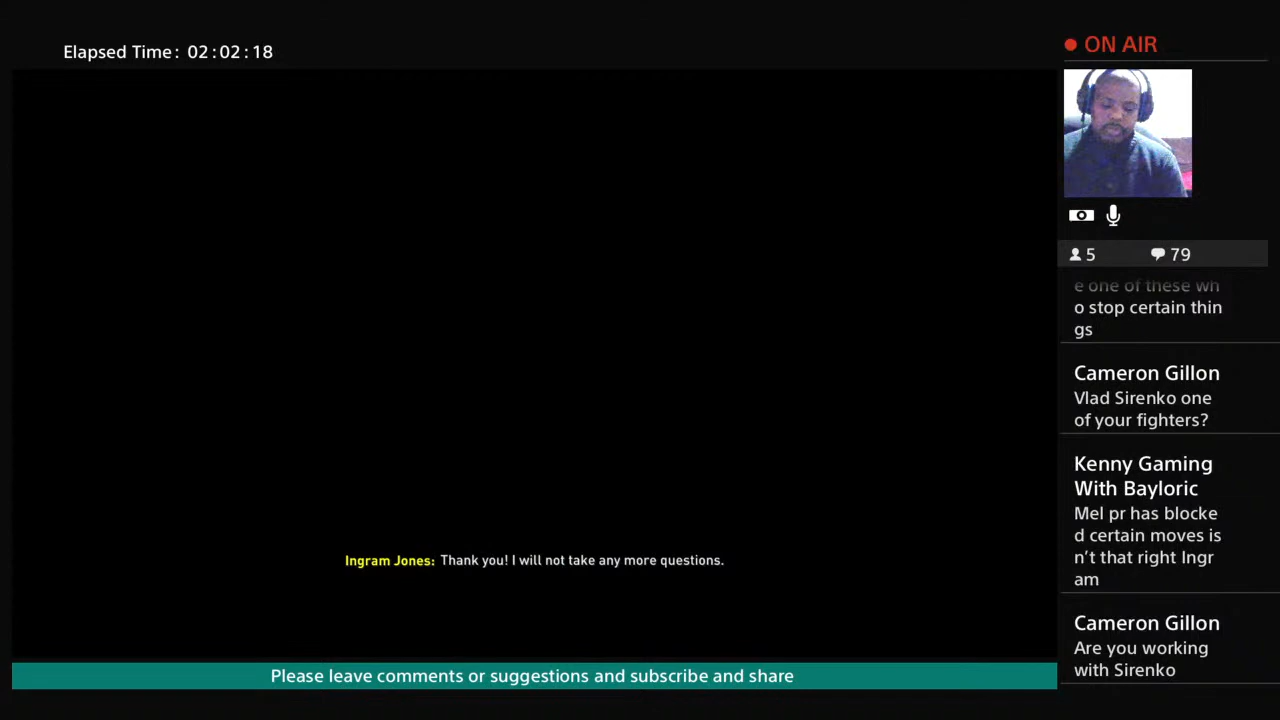 Elapsed Time: 02:02:18
ON AIR
5
79
e one of these wh
o stop certain thin
gs
Cameron Gillon
Vlad Sirenko one
of your fighters?
Kenny Gaming
With Bayloric
Mel pr has blocke
d certain moves is
n't that right Ingr
am
Cameron Gillon
Are you working
with Sirenko
Ingram Jones: Thank you! I will not take any more questions.
Please leave comments or suggestions and subscribe and share